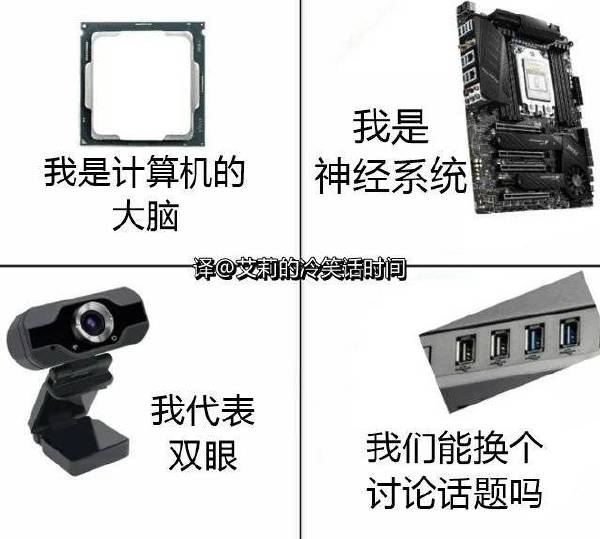 我是计算机的
大脑
我是
神经系统
译@艾莉的冷笑话时间
我代表
双眼
我们能换个
讨论话题吗